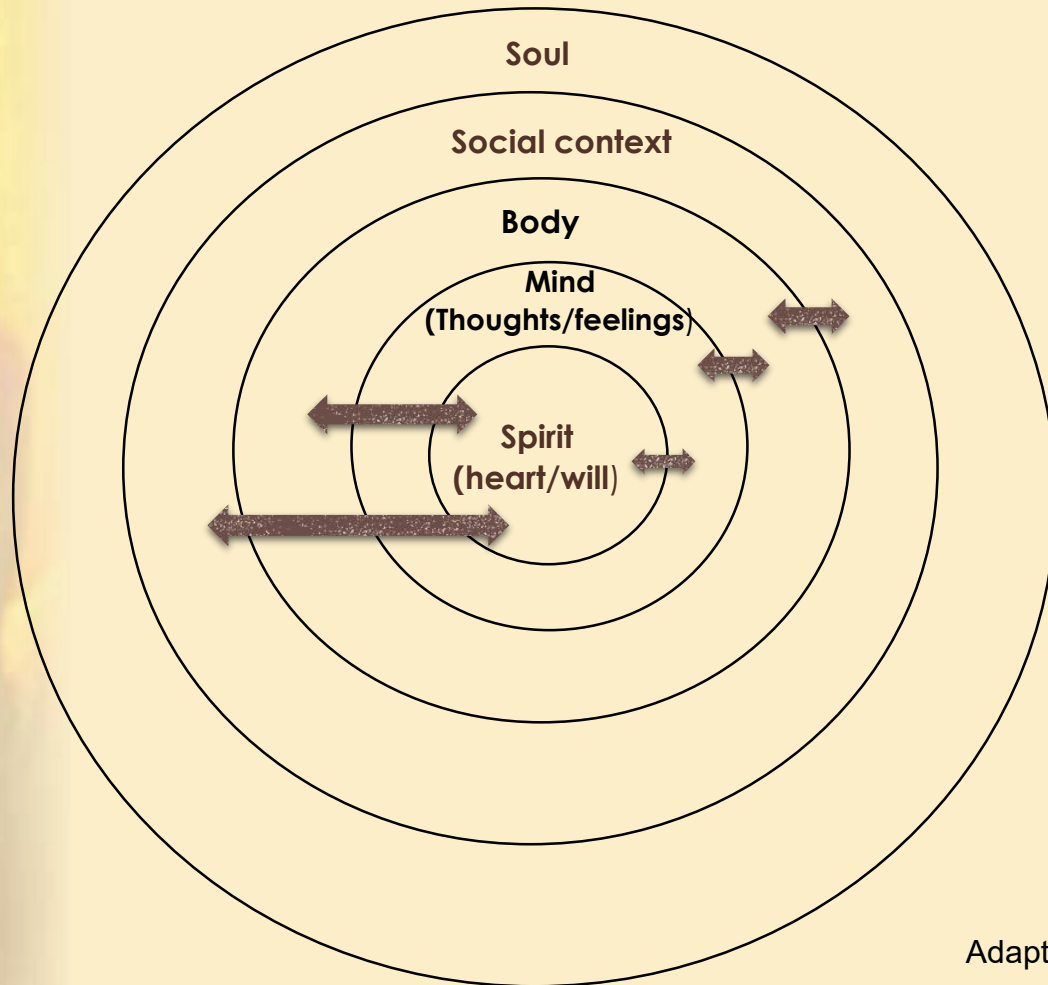 Soul
Social context
Body
Mind
(Thoughts/feelings)
Spirit
(heart/will)
Adapt